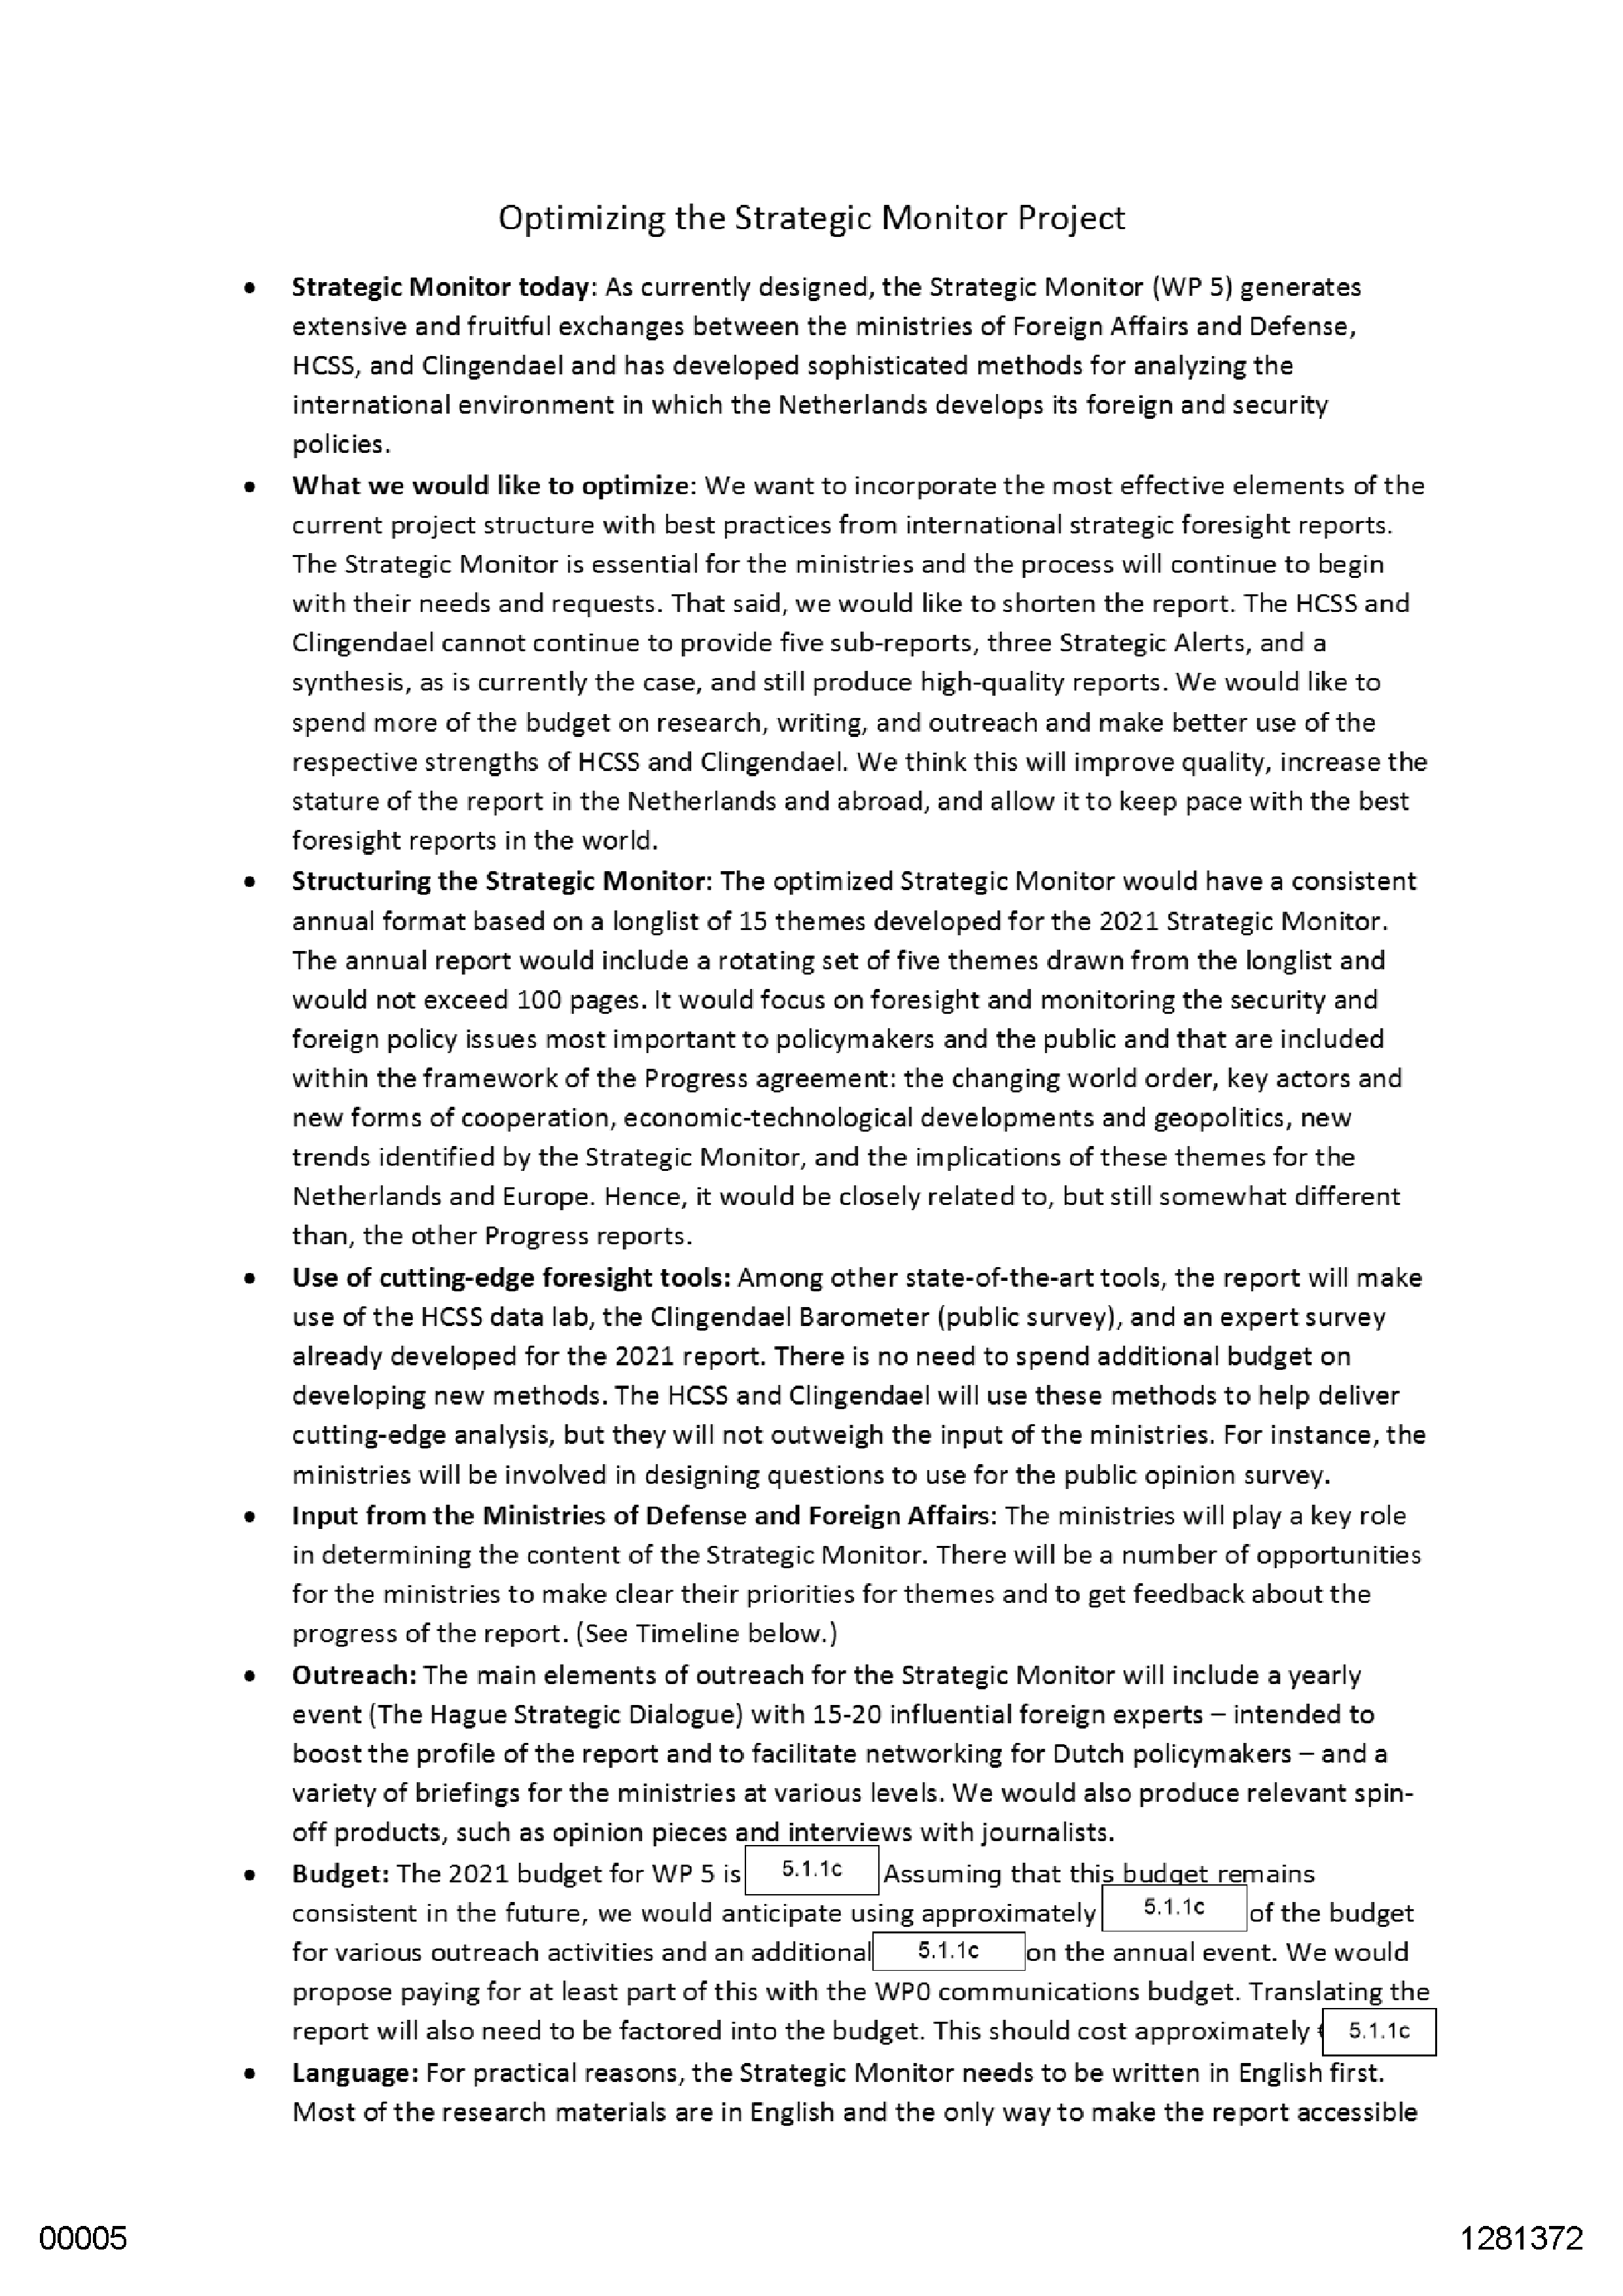 Optimizing the Strategic Monitor Project
• Strategic Monitor today: As currently designed, the Strategic Monitor (WP 5) generates
extensive and fruitful exchanges between the ministries of Foreign Affairs and Defense,
HCSS, and Clingendael and has developed sophisticated methods for analyzing the
international environment in which the Netherlands develops its foreign and security
policies.
• What we would like to optimize: We want to incorporate the most effective elements of the
current project structure with best practices from international strategic foresight reports.
The Strategic Monitor is essential for the ministries and the process will continue to begin
with their needs and requests. That said, we would like to shorten the report. The HCSS and
Clingendael cannot continue to provide five sub-reports, three Strategic Alerts, and a
synthesis, as is currently the case, and still produce high-quality reports. We would like to
spend more of the budget on research, writing, and outreach and make better use of the
respective strengths of HCSS and Clingendael. We think this will improve quality, increase the
stature of the report in the Netherlands and abroad, and allow it to keep pace with the best
foresight reports in the world.
• Structuring the Strategic Monitor: The optimized Strategic Monitor would have a consistent
annual format based on a longlist of 15 themes developed for the 2021 Strategic Monitor.
The annual report would include a rotating set of five themes drawn from the longlist and
would not exceed 100 pages. It would focus on foresight and monitoring the security and
foreign policy issues most important to policymakers and the public and that are included
within the framework of the Progress agreement: the changing world order, key actors and
new forms of cooperation, economic-technological developments and geopolitics, new
trends identified by the Strategic Monitor, and the implications of these themes for the
Netherlands and Europe. Hence, it would be closely related to, but still somewhat different
than, the other Progress reports.
• Use of cutting-edge foresight tools: Among other state-of-the-art tools, the report will make
use of the HCSS data lab, the Clingendael Barometer (public survey), and an expert survey
already developed for the 2021 report. There is no need to spend additional budget on
developing new methods. The HCSS and Clingendael will use these methods to help deliver
cutting-edge analysis, but they will not outweigh the input of the ministries. For instance, the
ministries will be involved in designing questions to use for the public opinion survey.
• Input from the Ministries of Defense and Foreign Affairs: The ministries will play a key role
in determining the content of the Strategic Monitor. There will be a number of opportunities
for the ministries to make clear their priorities for themes and to get feedback about the
progress of the report. (See Timeline below.)
• Outreach: The main elements of outreach for the Strategic Monitor will include a yearly
event (The Hague Strategic Dialogue) with 15-20 influential foreign experts – intended to
boost the profile of the report and to facilitate networking for Dutch policymakers – and a
variety of briefings for the ministries at various levels. We would also produce relevant spin-
off products, such as opinion pieces and interviews with journalists.
• Budget: The 2021 budget for WP 5 is 5.1.1c Assuming that this budget remains
consistent in the future, we would anticipate using approximately 5.1.1c of the budget
for various outreach activities and an additional 5.1.1c on the annual event. We would
propose paying for at least part of this with the WP0 communications budget. Translating the
report will also need to be factored into the budget. This should cost approximately 5.1.1c
• Language: For practical reasons, the Strategic Monitor needs to be written in English first.
Most of the research materials are in English and the only way to make the report accessible
00005 1281372